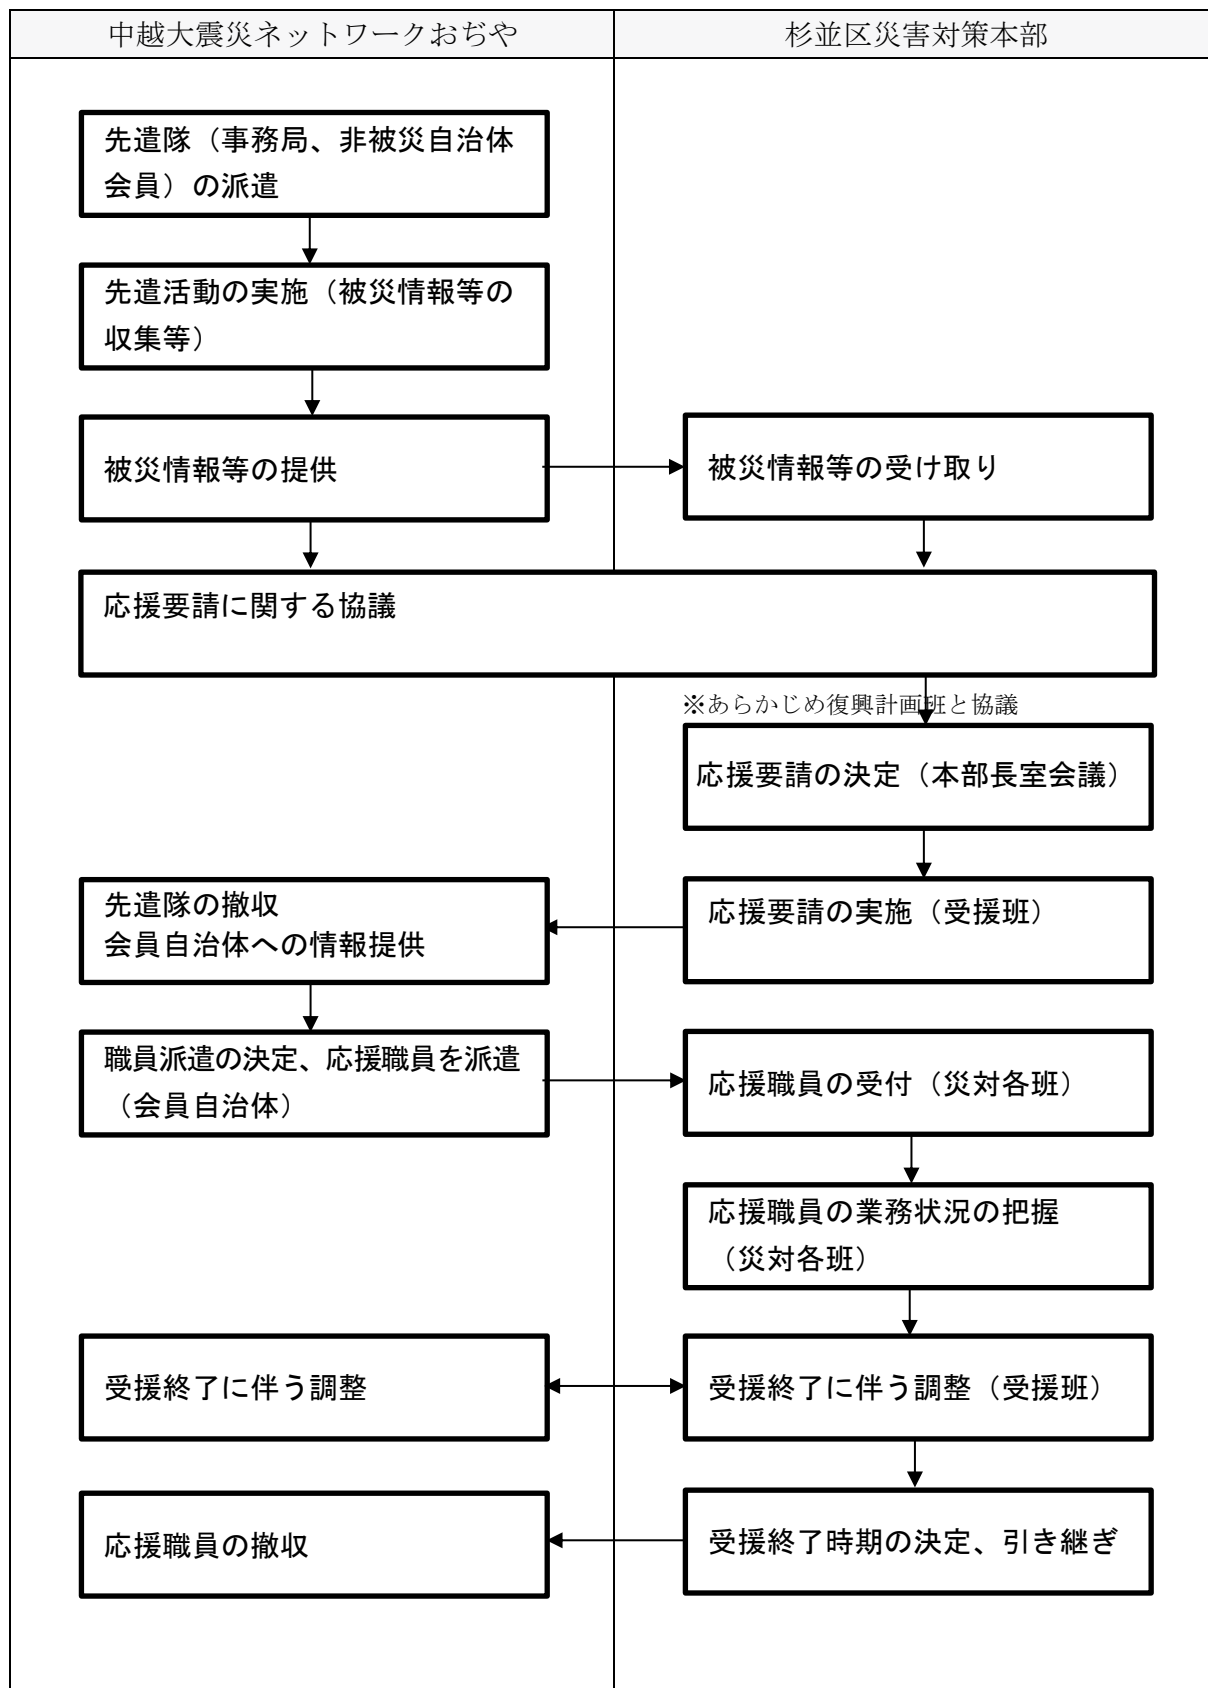 中越大震災ネットワークおぢや
杉並区災害対策本部
先遣隊（事務局、非被災自治体
会員）の派遣
先遣活動の実施（被災情報等の
収集等）
被災情報等の提供
被災情報等の受け取り
応援要請に関する協議
※あらかじめ復興計画班と協議
応援要請の決定（本部長室会議）
応援要請の実施（受援班）
先遣隊の撤収
会員自治体への情報提供
職員派遣の決定、応援職員を派遣
（会員自治体）
応援職員の受付（災対各班）
応援職員の業務状況の把握
（災対各班）
受援終了に伴う調整
受援終了に伴う調整（受援班）
応援職員の撤収
受援終了時期の決定、引き継ぎ